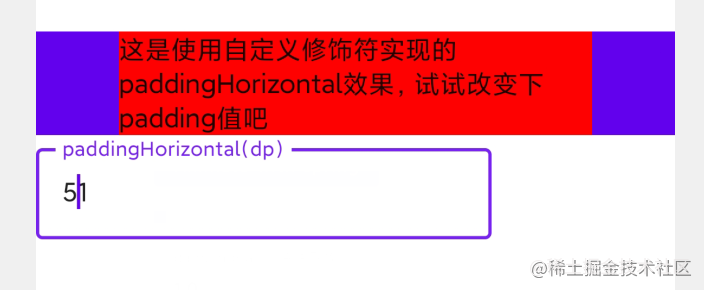 这是使用自定义修饰符实现的
paddingHorizontal效果，试试改变下
padding值吧
paddingHorizontal(dp)
51
@稀土掘金技术社区